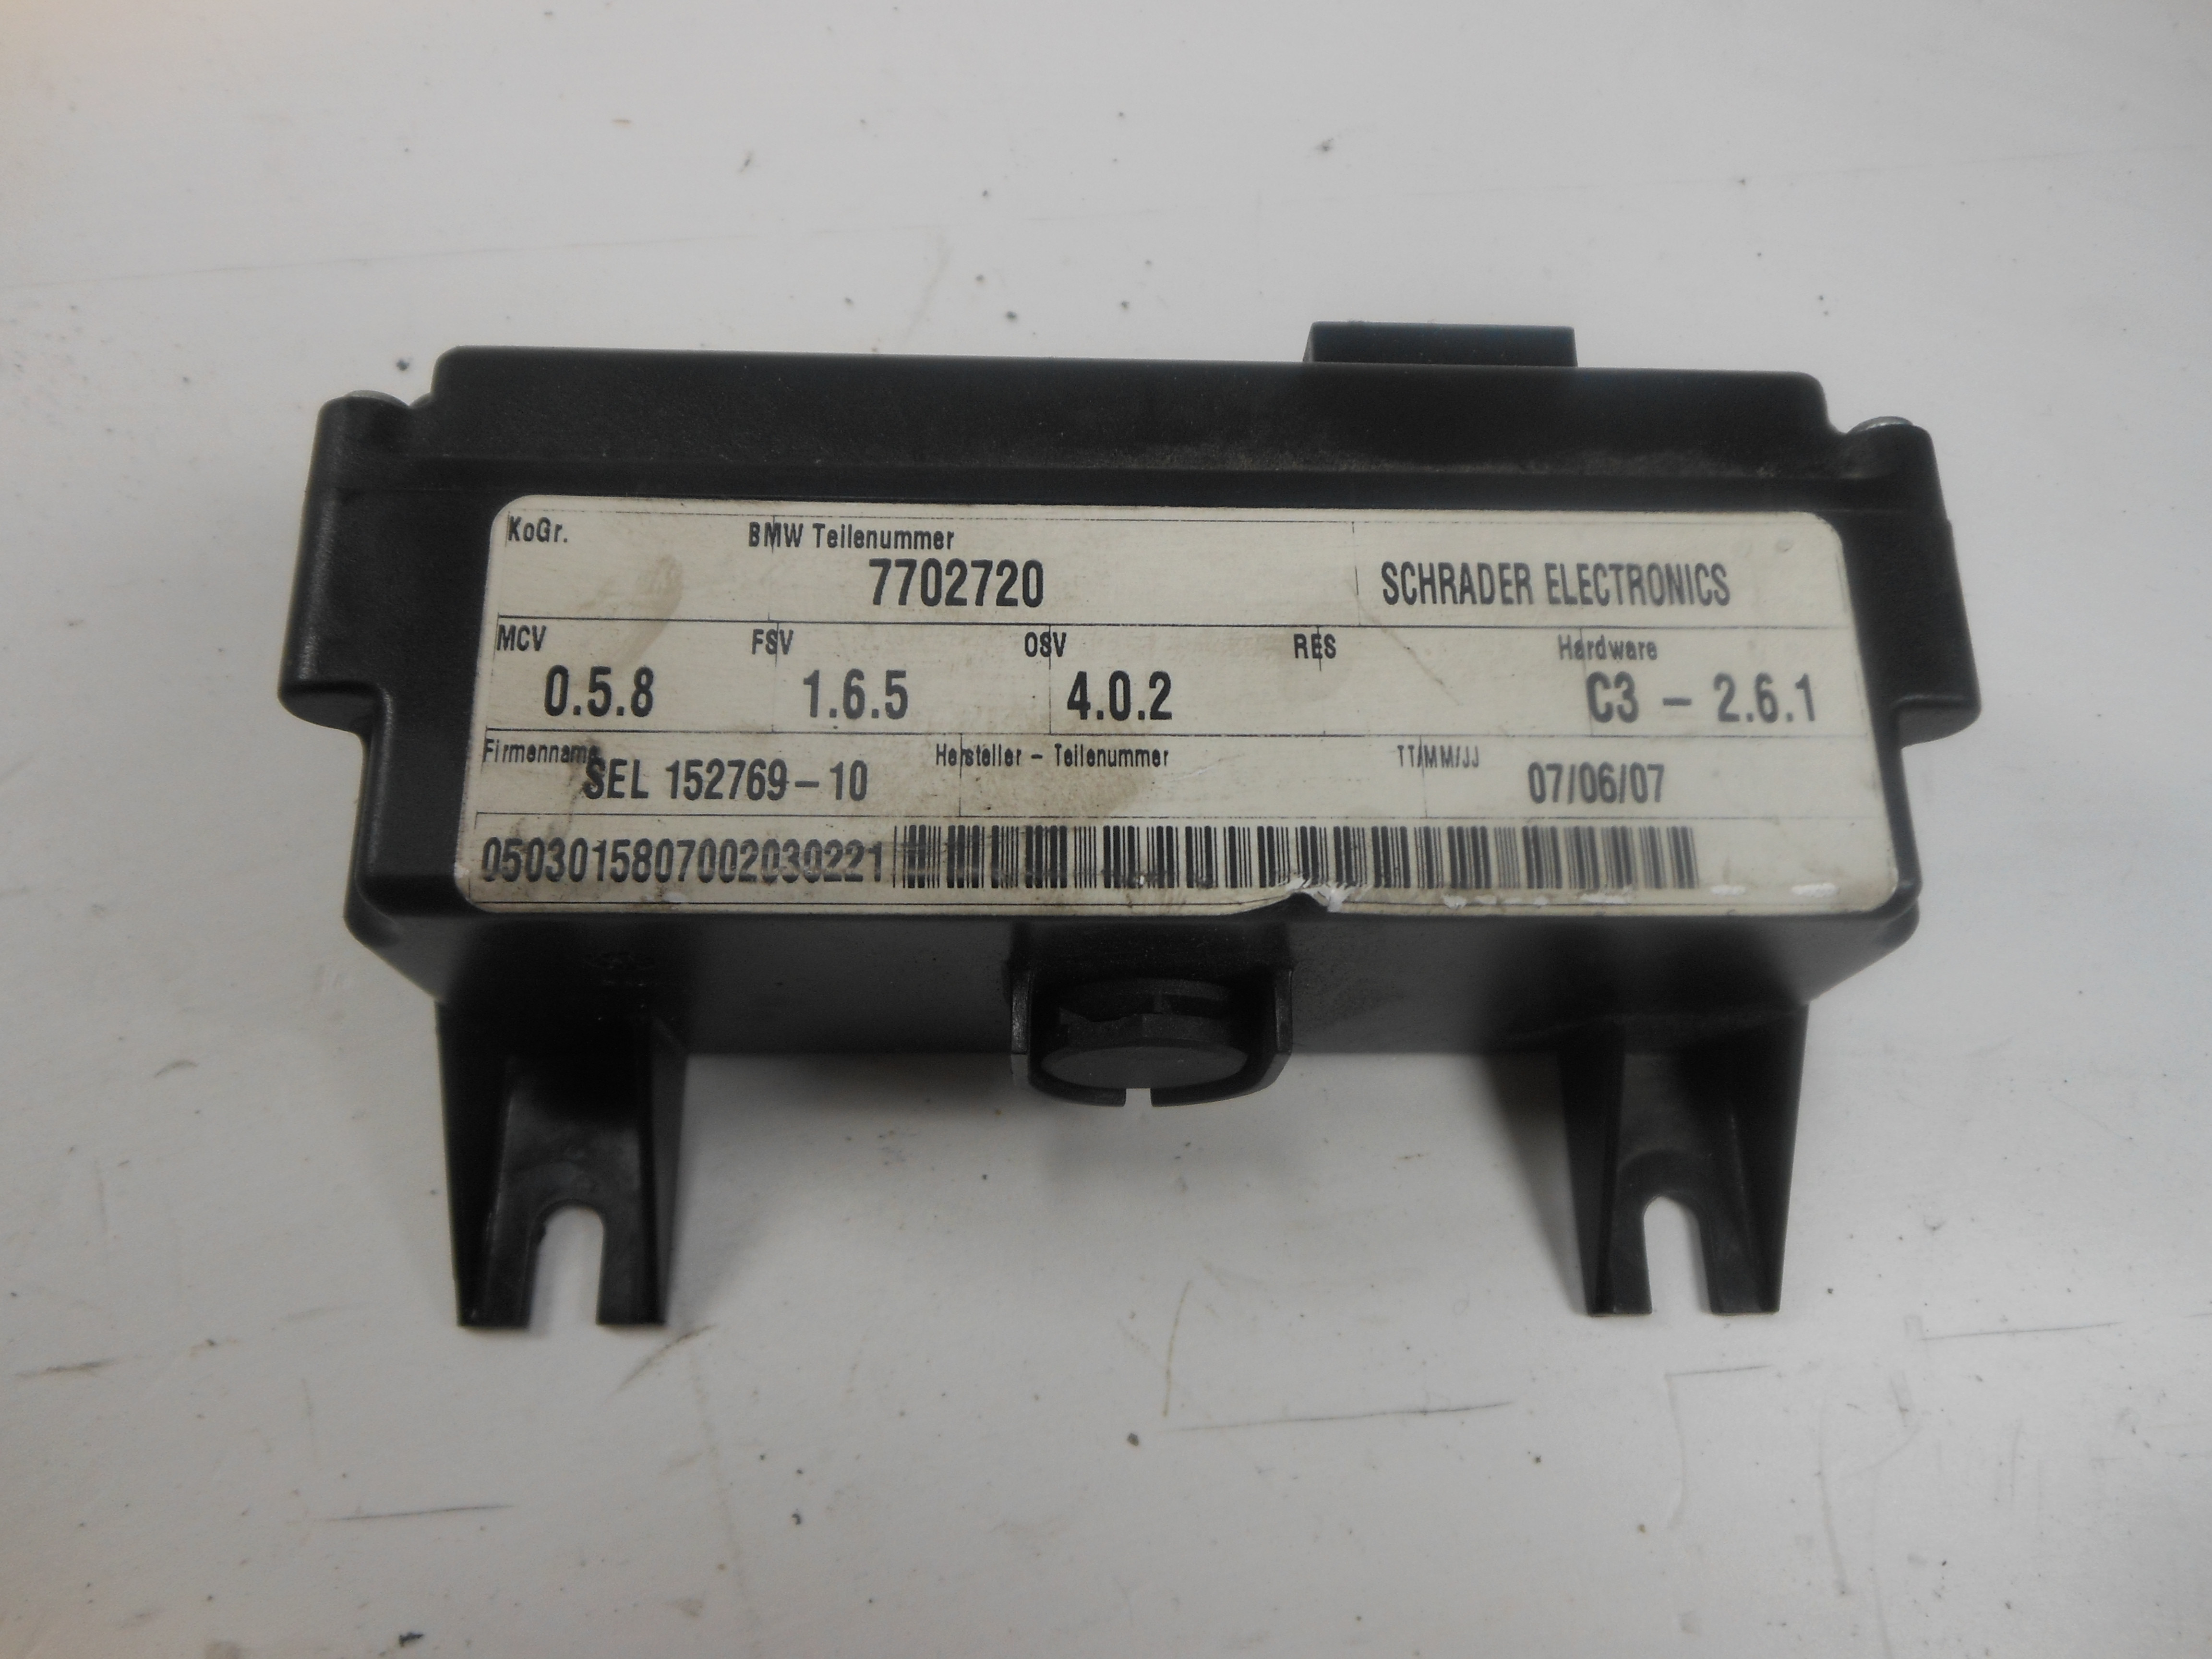 KoGr. BMW Teilenummer
7702720 SCHRADER ELECTRONICS
MCV FSV OSV RES Hardware
0.5.8 1.6.5 4.0.2 C3 - 2.6.1
Firmenname Hersteller - Teilenummer TT/MM/JJ
SEL 152769-10 07/06/07
0503015807002030221